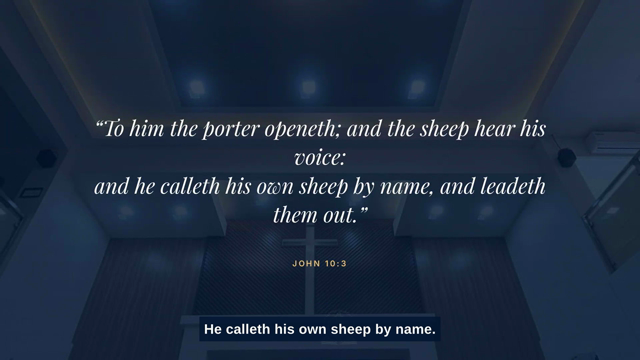 “To him the porter openeth; and the sheep hear his
voice:
and he calleth his own sheep by name, and leadeth
them out.”
JOHN 10:3
He calleth his own sheep by name.